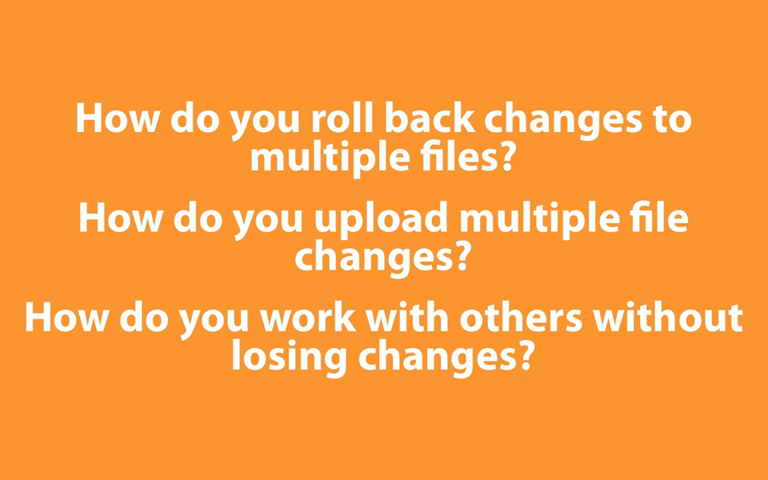 How do you roll back changes to
multiple files?
How do you upload multiple file
changes?
How do you work with others without
losing changes?